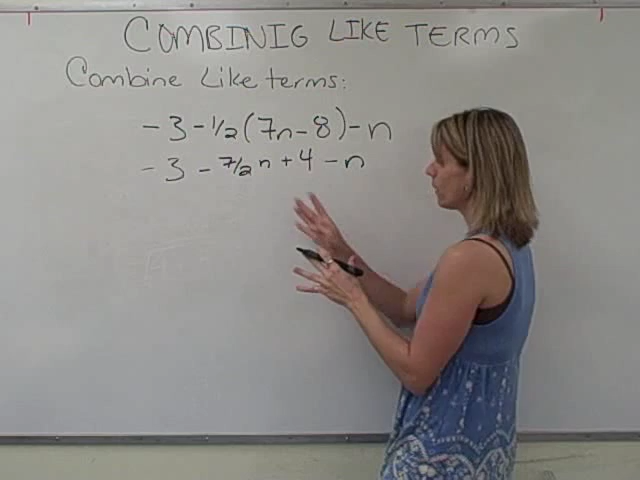 COMBINIG LIKE TERMS
Combine Like terms:
-3-1/2(7n-8)-n
-3-7/2n+4-n